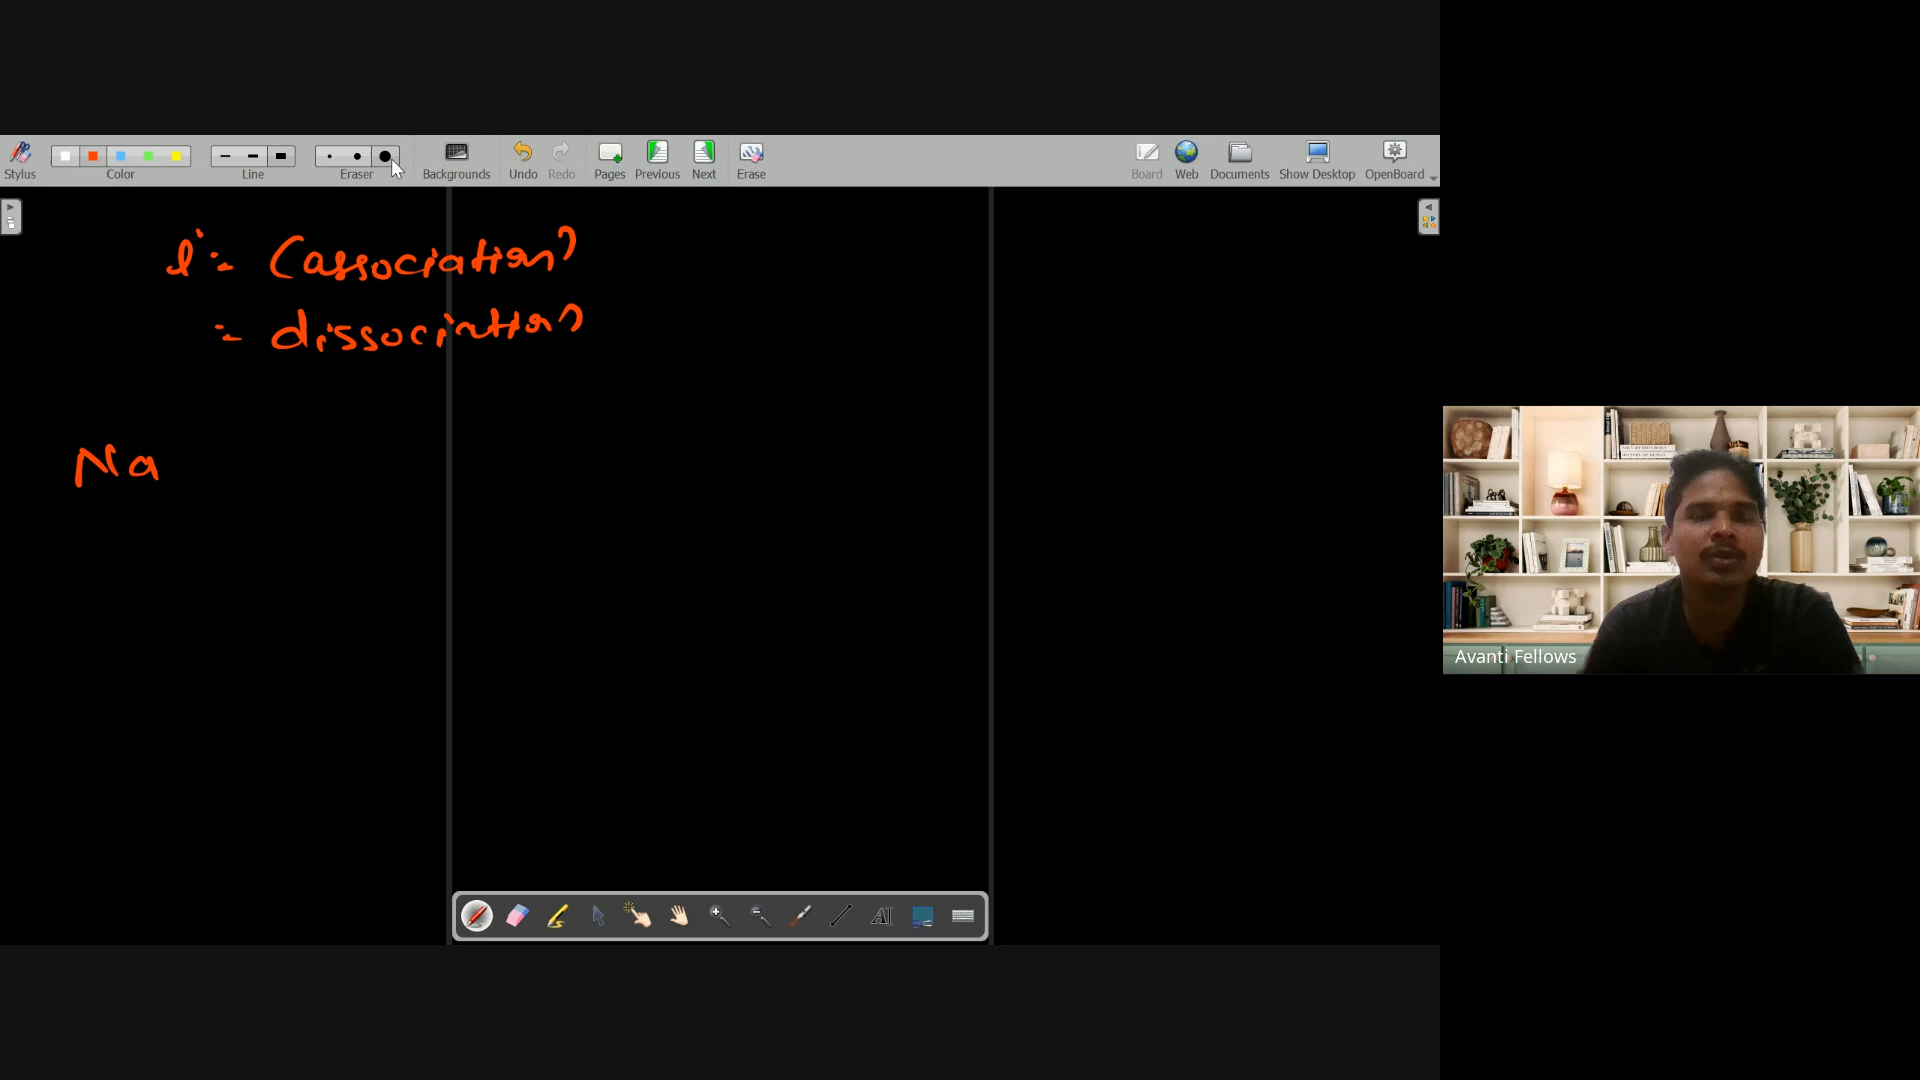 Stylus Color Line Eraser Backgrounds Undo Redo Pages Previous Next Erase Board Web Documents Show Desktop OpenBoard
i = (association)
= dissociation)
Na
Avanti Fellows